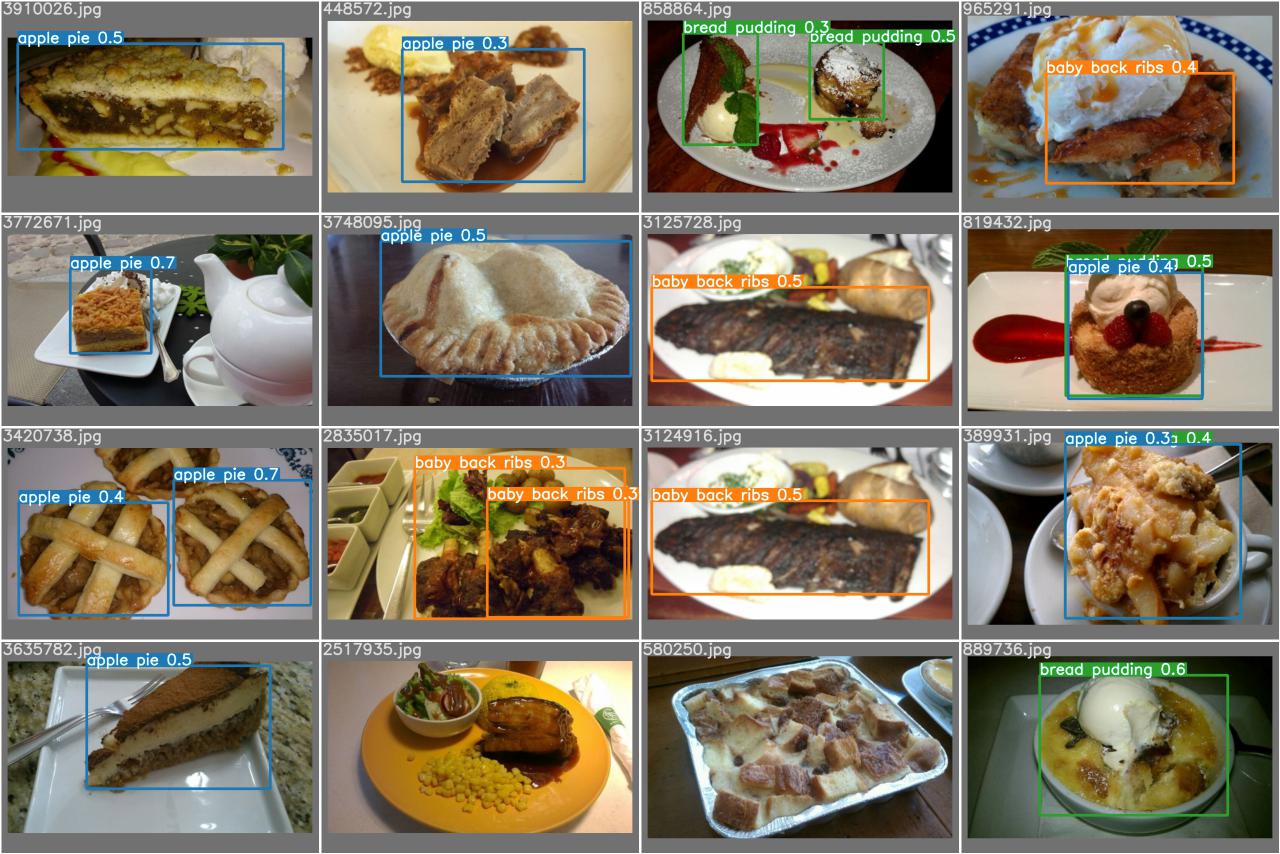 3910026.jpg
apple pie 0.5
448572.jpg
apple pie 0.3
858864.jpg
bread pudding 0.3
bread pudding 0.5
965291.jpg
baby back ribs 0.4
3772671.jpg
apple pie 0.7
3748095.jpg
apple pie 0.5
3125728.jpg
baby back ribs 0.5
819432.jpg
0.5
apple pie 0.4
3420738.jpg
apple pie 0.4
apple pie 0.7
2835017.jpg
baby back ribs 0.3
baby back ribs 0.3
3124916.jpg
baby back ribs 0.5
389931.jpg
apple pie 0.3
0.4
3635782.jpg
apple pie 0.5
2517935.jpg
580250.jpg
889736.jpg
bread pudding 0.6